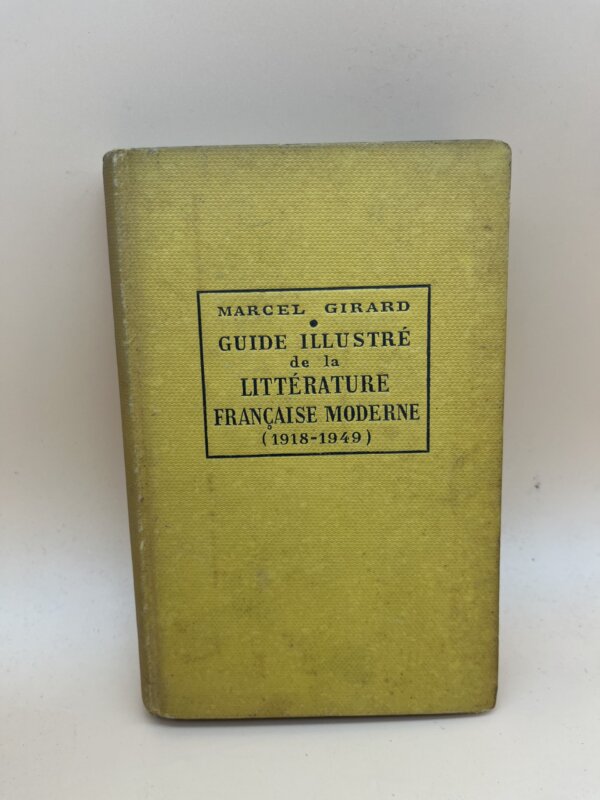 MARCEL GIRARD
•
GUIDE ILLUSTRÉ
de la
LITTÉRATURE
FRANÇAISE MODERNE
(1918-1949)